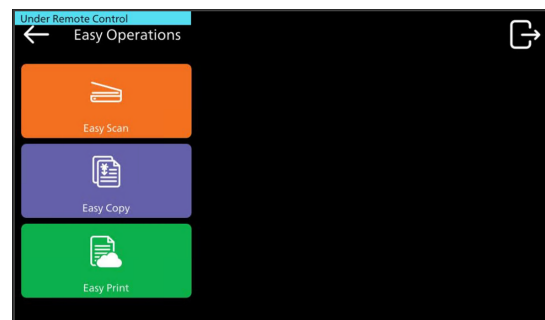 Under Remote Control
Easy Operations
Easy Scan
¥
Easy Copy
Easy Print